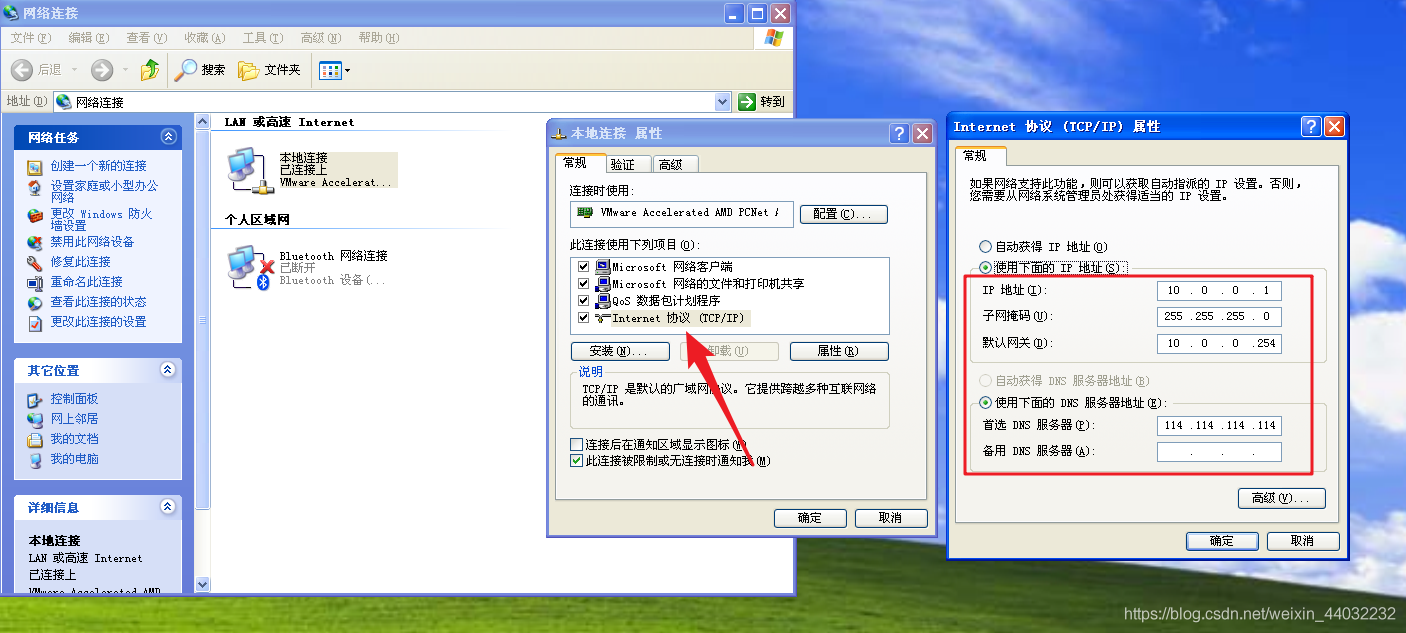 网络连接
文件(F) 编辑(E) 查看(V) 收藏(A) 工具(T) 高级(N) 帮助(H)
后退 搜索 文件夹
地址(D) 网络连接 转到
网络任务
创建一个新的连接
设置家庭或小型办公
网络
更改 Windows 防火
墙设置
禁用此网络设备
修复此连接
重命名此连接
查看此连接的状态
更改此连接的设置
其它位置
控制面板
网上邻居
我的文档
我的电脑
详细信息
本地连接
LAN 或高速 Internet
已连接上
VMware Accelerated AMD
LAN 或高速 Internet
本地连接
已连接上
VMware Accelerat...
个人区域网
Bluetooth 网络连接
已断开
Bluetooth 设备(...
本地连接 属性
常规 验证 高级
连接时使用:
VMware Accelerated AMD PCNet
配置(C)...
此连接使用下列项目(O):
Microsoft 网络客户端
Microsoft 网络的文件和打印机共享
QoS 数据包计划程序
Internet 协议 (TCP/IP)
安装(N)... 卸载(U) 属性(R)
说明
TCP/IP 是默认的广域网协议。它提供跨越多种互联网络
的通讯。
连接后在通知区域显示图标(W)
此连接被限制或无连接时通知我(M)
确定 取消
Internet 协议 (TCP/IP) 属性
常规
如果网络支持此功能，则可以获取自动指派的 IP 设置。否则，
您需要从网络系统管理员处获得适当的 IP 设置。
自动获得 IP 地址(O)
使用下面的 IP 地址(S):
IP 地址(I): 10 . 0 . 0 . 1
子网掩码(U): 255 .255 .255 . 0
默认网关(D): 10 . 0 . 0 .254
自动获得 DNS 服务器地址(B)
使用下面的 DNS 服务器地址(E):
首选 DNS 服务器(P): 114 .114 .114 .114
备用 DNS 服务器(A): . . .
高级(V)...
确定 取消
https://blog.csdn.net/weixin_44032232